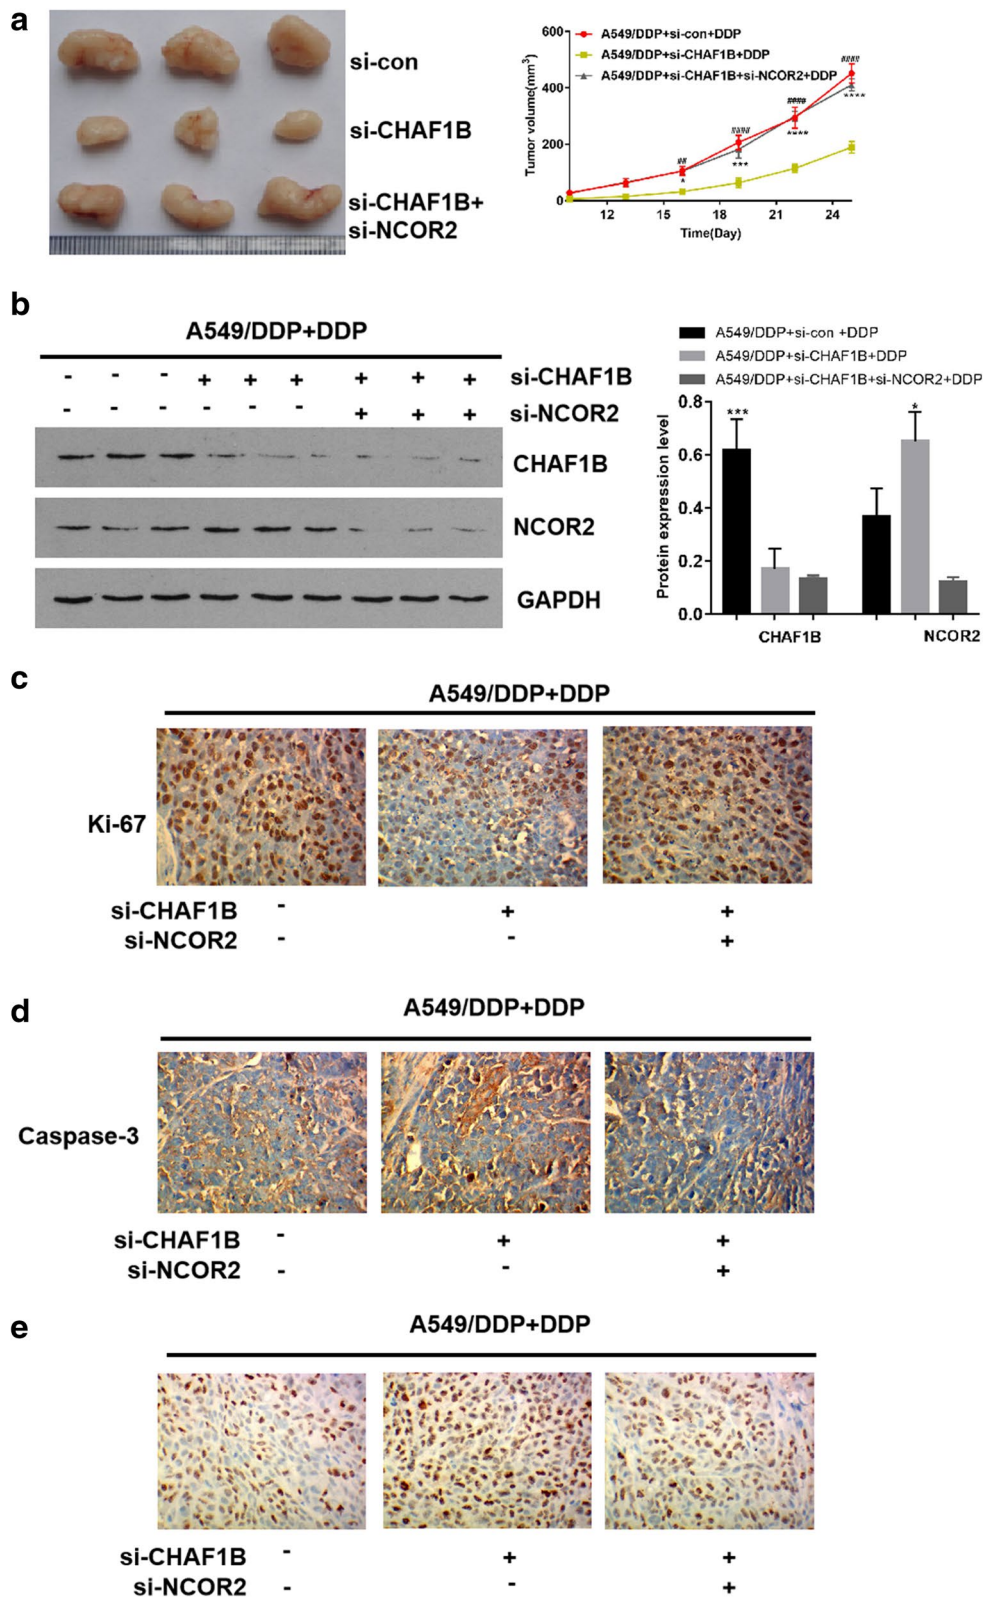 a
si-con
si-CHAF1B
si-CHAF1B+
si-NCOR2
A549/DDP+si-con+DDP
A549/DDP+si-CHAF1B+DDP
A549/DDP+si-CHAF1B+si-NCOR2+DDP
Tumor volume(mm³)
600
400
200
0
##
*
####
***
####
****
####
****
12 15 18 21 24
Time(Day)
b
A549/DDP+DDP
- - - + + + + + + si-CHAF1B
- - - - - - + + + si-NCOR2
CHAF1B
NCOR2
GAPDH
A549/DDP+si-con +DDP
A549/DDP+si-CHAF1B+DDP
A549/DDP+si-CHAF1B+si-NCOR2+DDP
Protein expression level
0.8
0.6
0.4
0.2
0.0
***
*
CHAF1B NCOR2
c
A549/DDP+DDP
Ki-67
si-CHAF1B - + +
si-NCOR2 - - +
d
A549/DDP+DDP
Caspase-3
si-CHAF1B - + +
si-NCOR2 - - +
e
A549/DDP+DDP
si-CHAF1B - + +
si-NCOR2 - - +